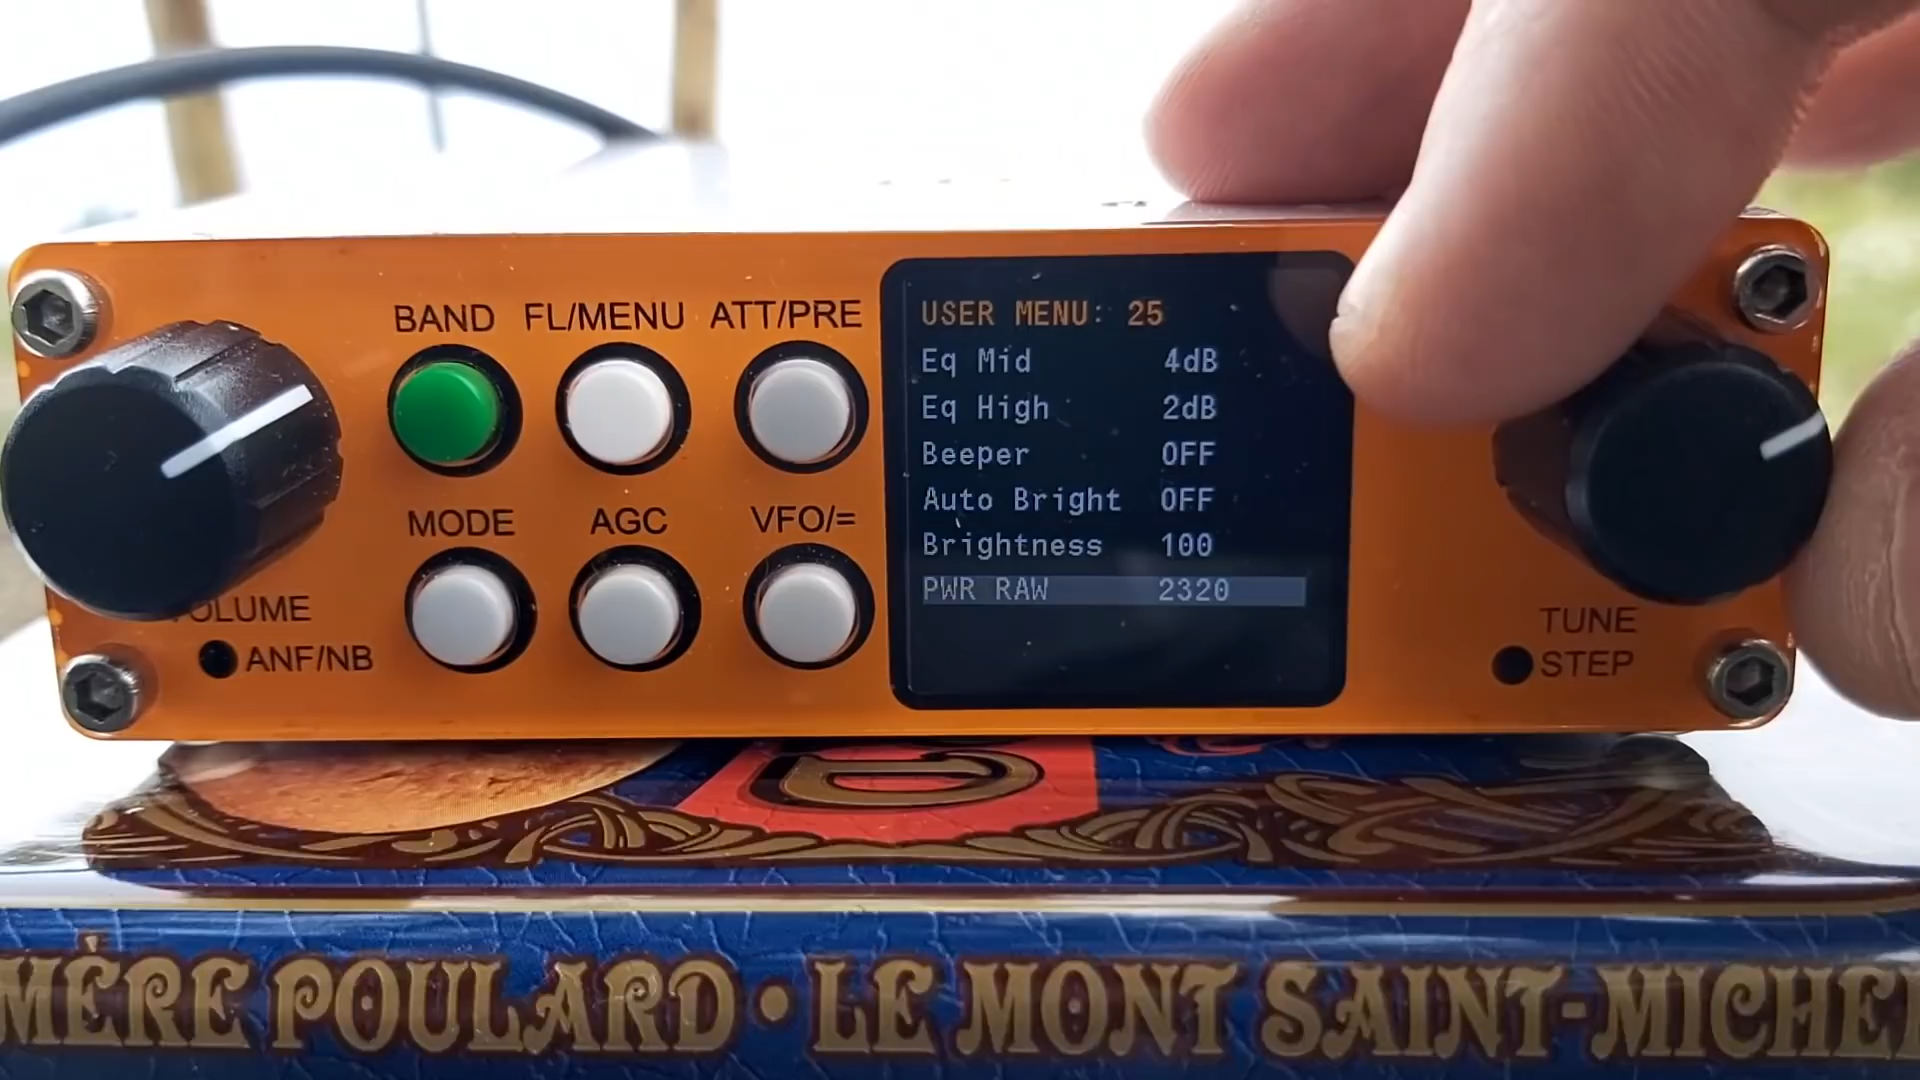 BAND FL/MENU ATT/PRE
MODE AGC VFO/=
OLUME
ANF/NB
USER MENU: 25
Eq Mid 4dB
Eq High 2dB
Beeper OFF
Auto Bright OFF
Brightness 100
PWR RAW 2320
TUNE
STEP
MÈRE POULARD • LE MONT SAINT-MICHE